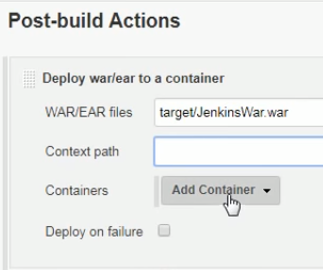 Post-build Actions
Deploy war/ear to a container
WAR/EAR files target/JenkinsWar.war
Context path
Containers Add Container
Deploy on failure